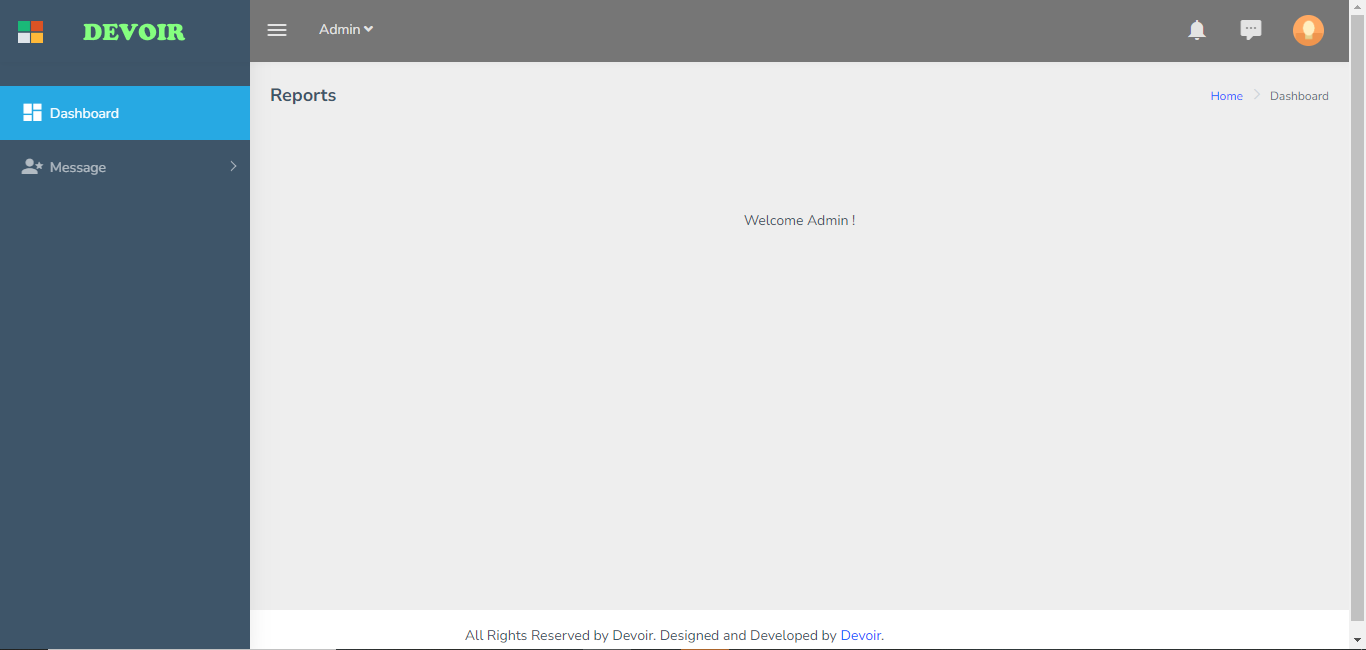 DEVOIR
Admin
Dashboard
Message
Reports
Home Dashboard
Welcome Admin !
All Rights Reserved by Devoir. Designed and Developed by Devoir.